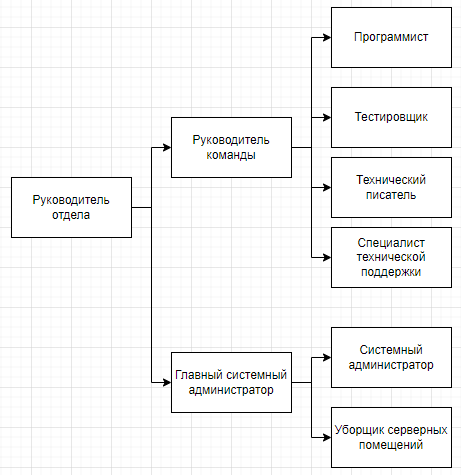 Программист
Тестировщик
Руководитель
команды
Технический
писатель
Руководитель
отдела
Специалист
технической
поддержки
Системный
администратор
Главный системный
администратор
Уборщик серверных
помещений